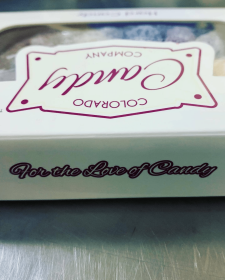 COLORADO
Candy
COMPANY
For the Love of Candy